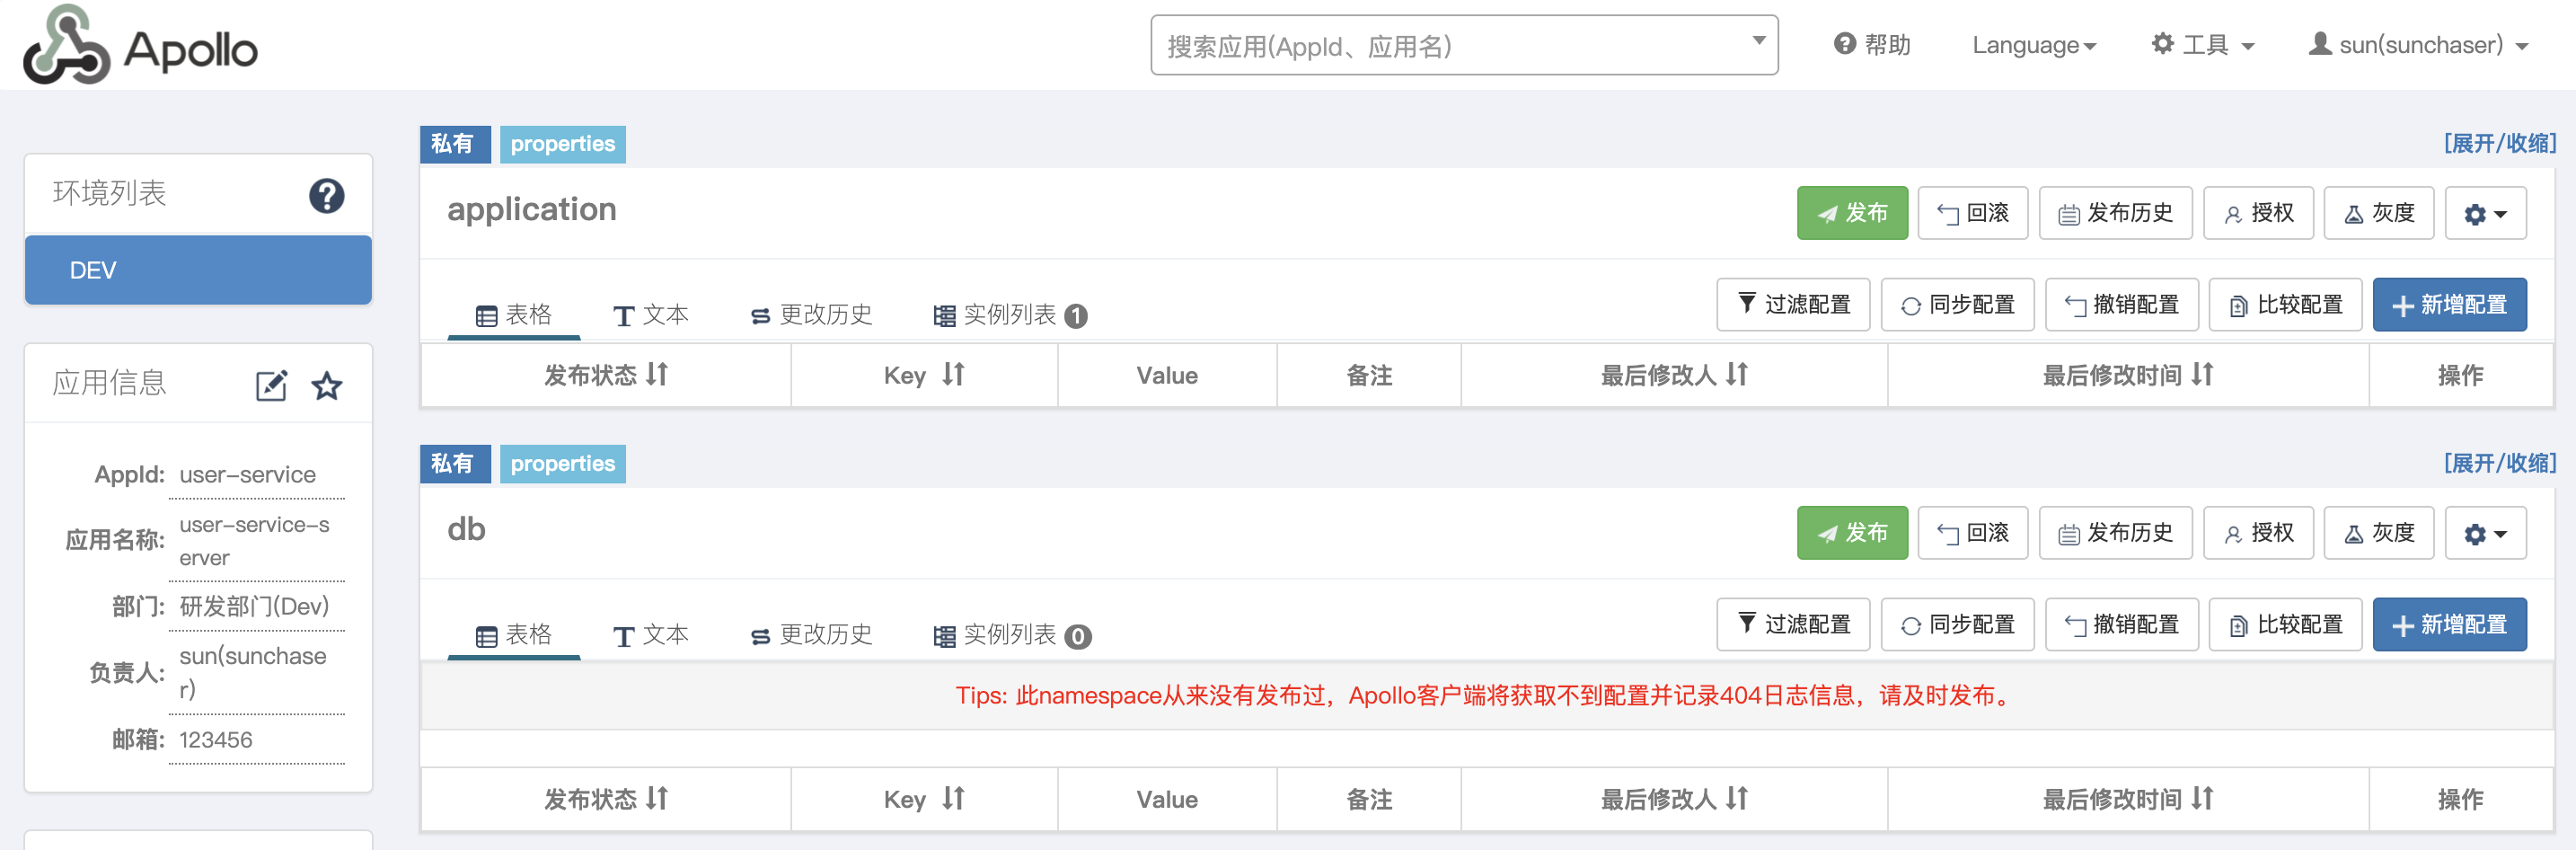 Apollo
搜索应用(AppId、应用名)
帮助
Language
工具
sun(sunchaser)
环境列表
DEV
应用信息
AppId: user-service
应用名称: user-service-s
erver
部门: 研发部门(Dev)
负责人: sun(sunchase
r)
邮箱: 123456
私有 properties [展开/收缩]
application
发布 回滚 发布历史 授权 灰度
表格 文本 更改历史 实例列表 1
过滤配置 同步配置 撤销配置 比较配置 新增配置
发布状态 Key Value 备注 最后修改人 最后修改时间 操作
私有 properties [展开/收缩]
db
发布 回滚 发布历史 授权 灰度
表格 文本 更改历史 实例列表 0
过滤配置 同步配置 撤销配置 比较配置 新增配置
Tips: 此namespace从来没有发布过，Apollo客户端将获取不到配置并记录404日志信息，请及时发布。
发布状态 Key Value 备注 最后修改人 最后修改时间 操作